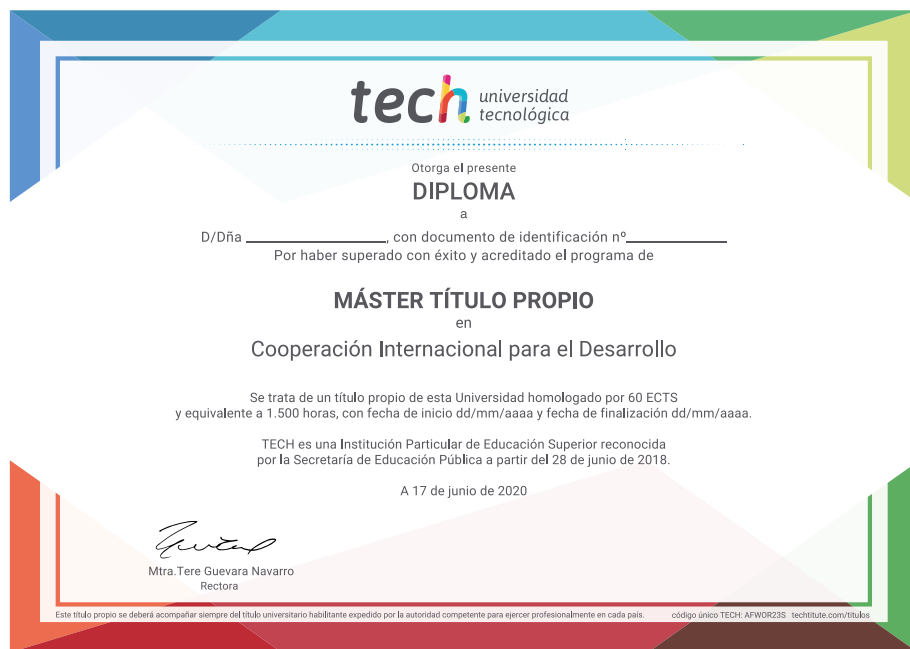 tech universidad
tecnológica
Otorga el presente
DIPLOMA
a
D/Dña ____________________, con documento de identificación nº______________
Por haber superado con éxito y acreditado el programa de
MÁSTER TÍTULO PROPIO
en
Cooperación Internacional para el Desarrollo
Se trata de un título propio de esta Universidad homologado por 60 ECTS
y equivalente a 1.500 horas, con fecha de inicio dd/mm/aaaa y fecha de finalización dd/mm/aaaa.
TECH es una Institución Particular de Educación Superior reconocida
por la Secretaría de Educación Pública a partir del 28 de junio de 2018.
A 17 de junio de 2020
Mtra.Tere Guevara Navarro
Rectora
Este título propio se deberá acompañar siempre del título universitario habilitante expedido por la autoridad competente para ejercer profesionalmente en cada país. código único TECH: AFWOR23S techtitute.com/titulos